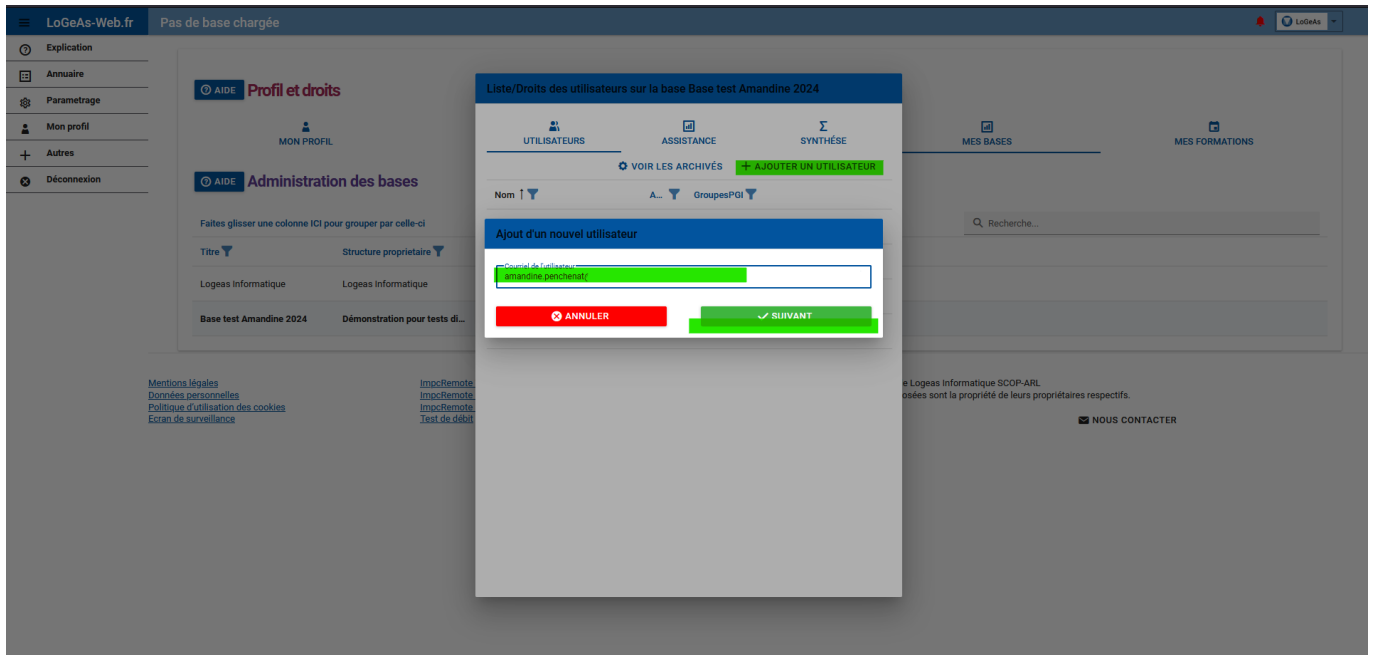 LoGeAs-Web.fr
Pas de base chargée
LoGeAs
Explication
Annuaire
Parametrage
Mon profil
Autres
Déconnexion
AIDE
Profil et droits
MON PROFIL
MES BASES
MES FORMATIONS
AIDE
Administration des bases
Faites glisser une colonne ICI pour grouper par celle-ci
Recherche...
Titre
Structure proprietaire
Logeas Informatique
Logeas Informatique
Base test Amandine 2024
Démonstration pour tests di...
Liste/Droits des utilisateurs sur la base Base test Amandine 2024
UTILISATEURS
ASSISTANCE
Σ
SYNTHÉSE
VOIR LES ARCHIVÉS
AJOUTER UN UTILISATEUR
Nom
A...
GroupesPGI
Ajout d'un nouvel utilisateur
Courriel de l'utilisateur
amandine.penchenat
ANNULER
SUIVANT
Mentions légales
Données personnelles
Politique d'utilisation des cookies
Ecran de surveillance
ImpcRemote
ImpcRemote
ImpcRemote
Test de débit
e Logeas Informatique SCOP-ARL
osées sont la propriété de leurs propriétaires respectifs.
NOUS CONTACTER